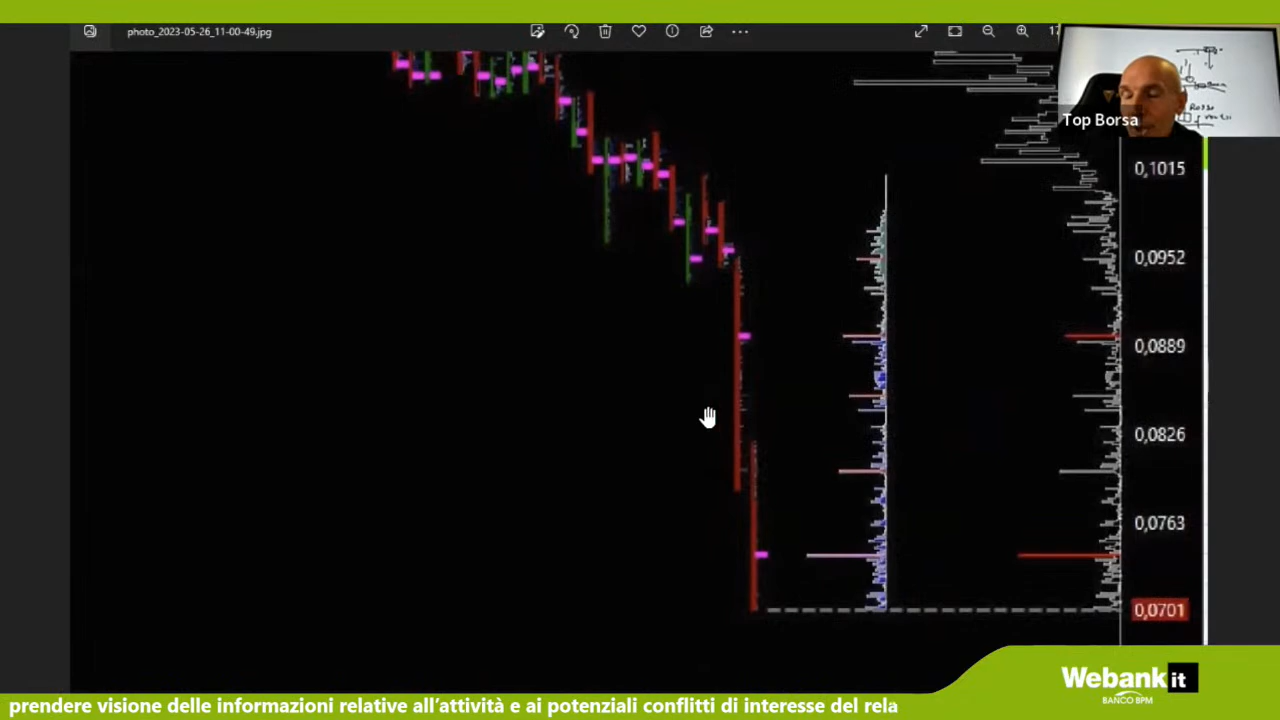 photo_2023-05-26_11-00-49.jpg
Top Borsa
0,1015
0,0952
0,0889
0,0826
0,0763
0,0701
Webank it
BANCO BPM
prendere visione delle informazioni relative all'attività e ai potenziali conflitti di interesse del rela